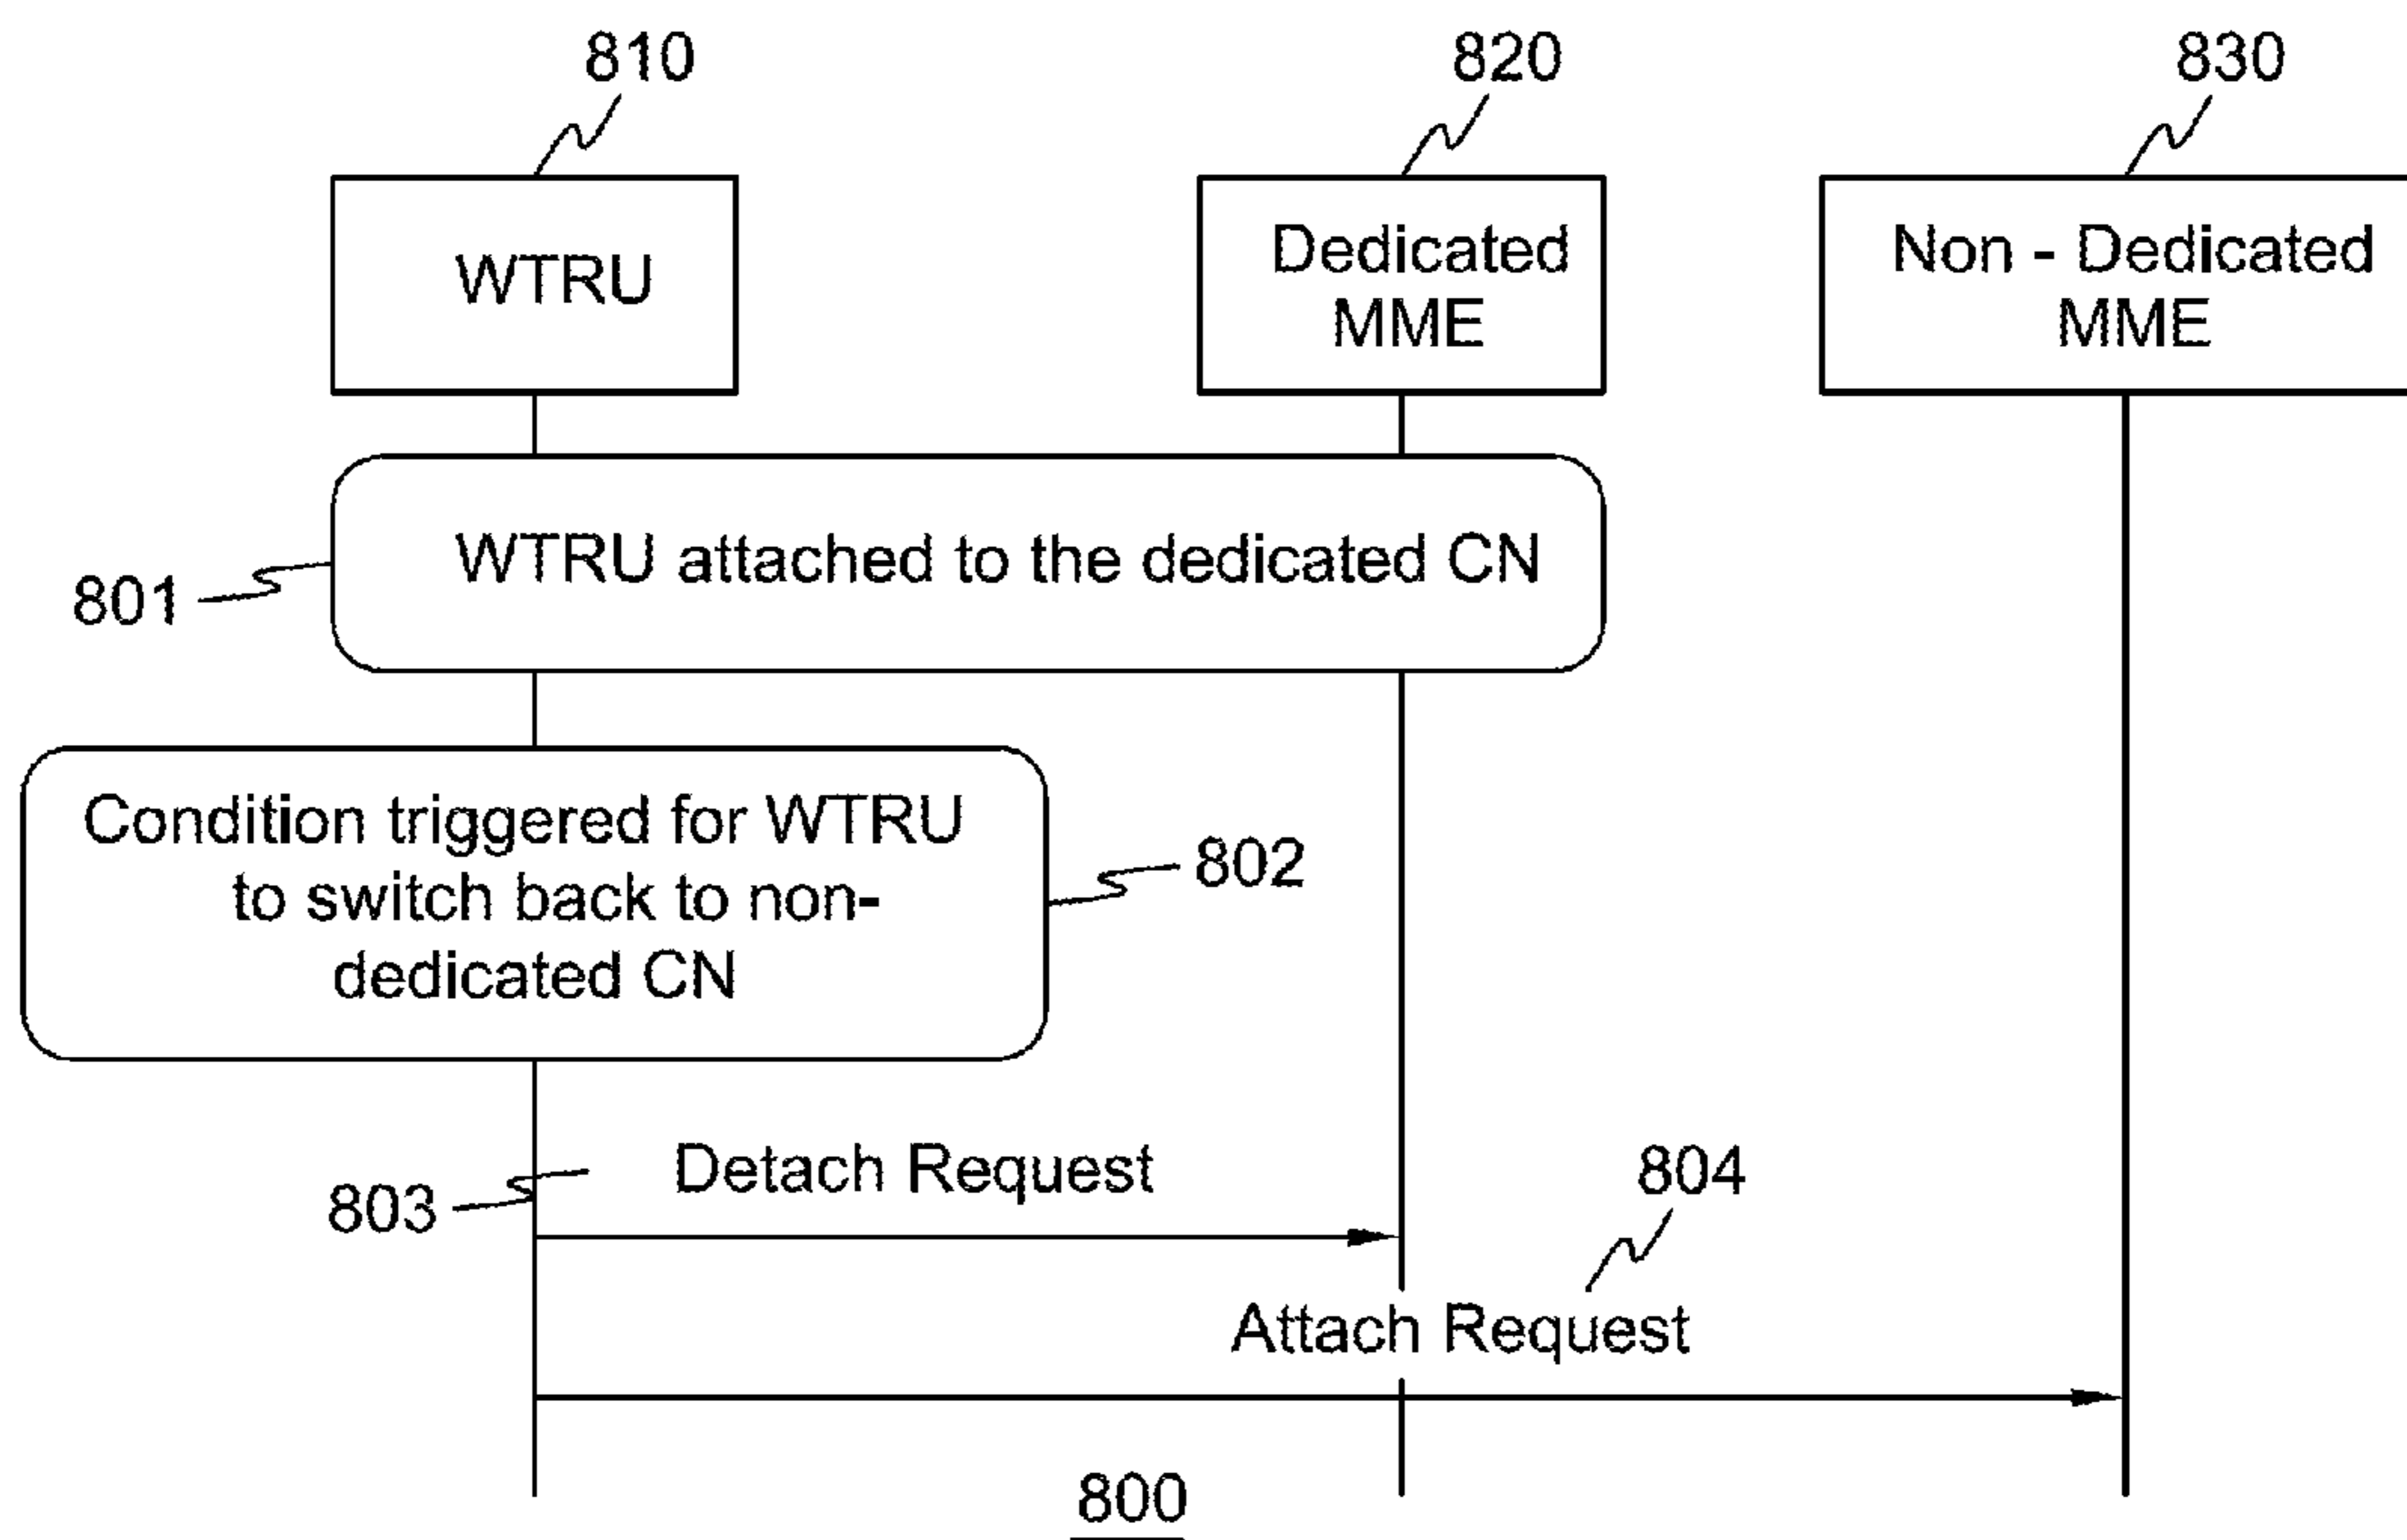 810
820
830
WTRU
Dedicated
MME
Non - Dedicated
MME
WTRU attached to the dedicated CN
801
Condition triggered for WTRU
to switch back to non-
dedicated CN
802
Detach Request
803
804
Attach Request
800